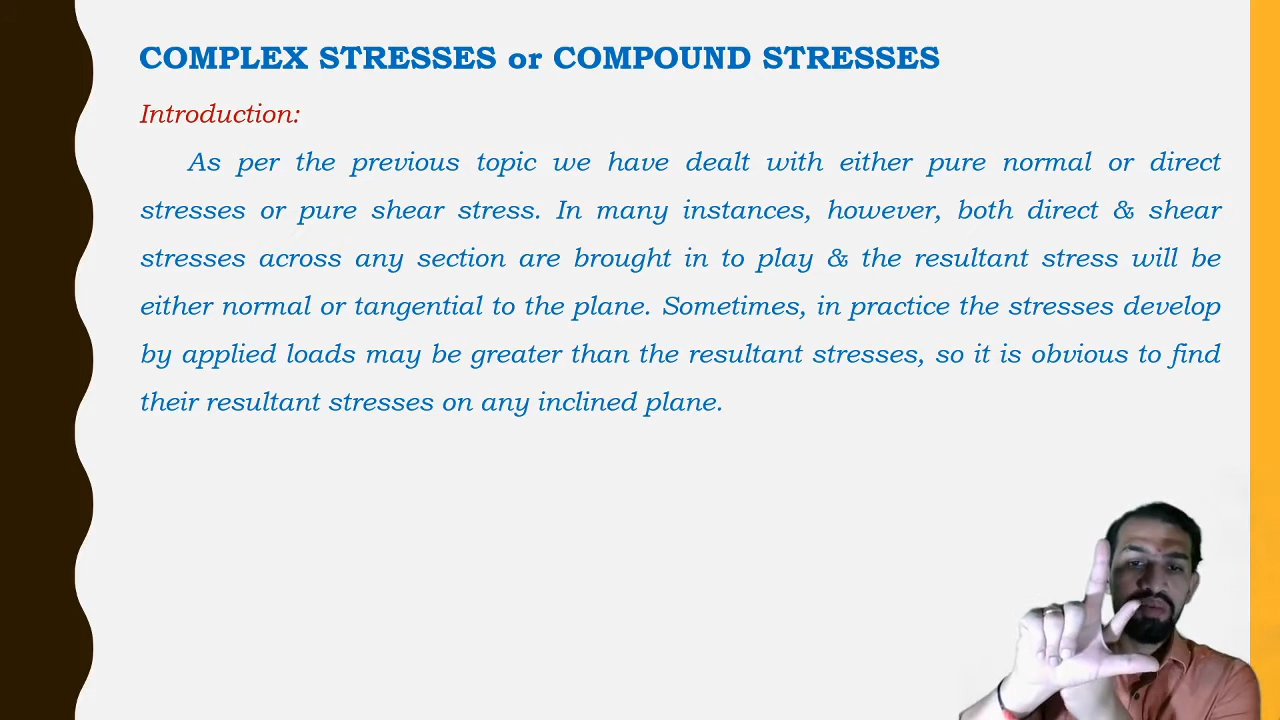 COMPLEX STRESSES or COMPOUND STRESSES
Introduction:
As per the previous topic we have dealt with either pure normal or direct
stresses or pure shear stress. In many instances, however, both direct & shear
stresses across any section are brought in to play & the resultant stress will be
either normal or tangential to the plane. Sometimes, in practice the stresses develop
by applied loads may be greater than the resultant stresses, so it is obvious to find
their resultant stresses on any inclined plane.